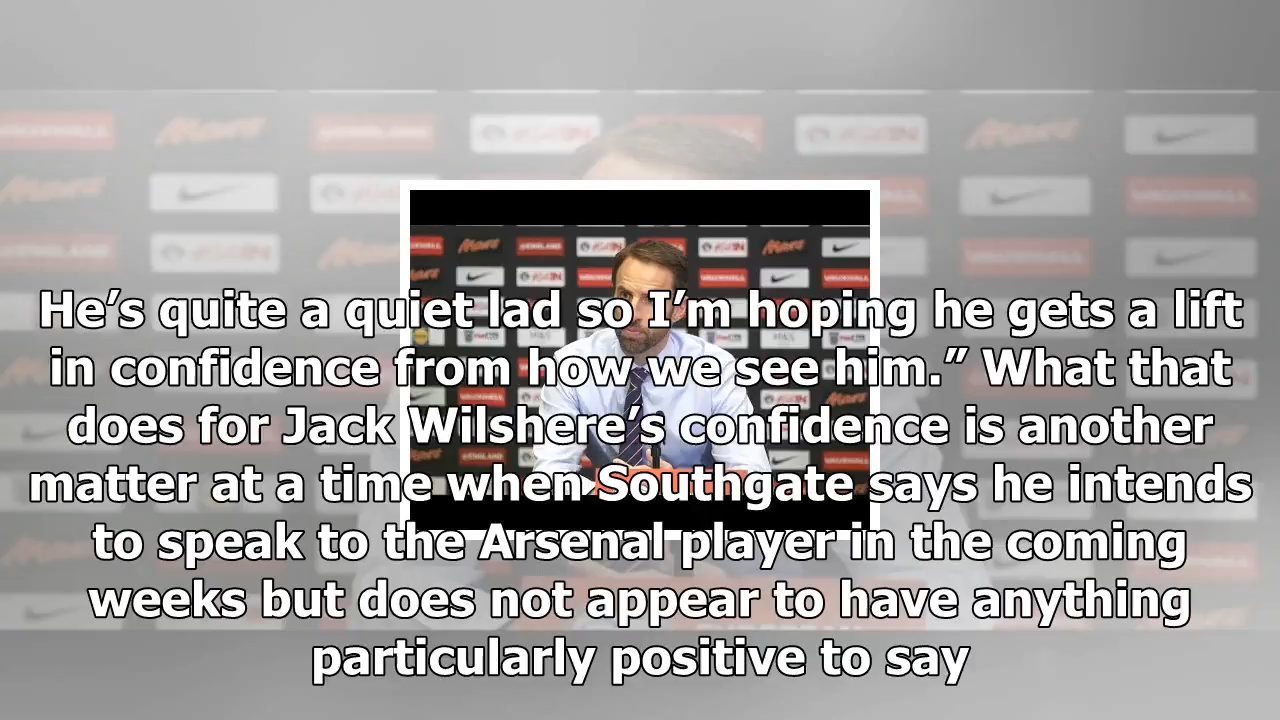 He’s quite a quiet lad so I’m hoping he gets a lift
in confidence from how we see him.” What that
does for Jack Wilshere’s confidence is another
matter at a time when Southgate says he intends
to speak to the Arsenal player in the coming
weeks but does not appear to have anything
particularly positive to say